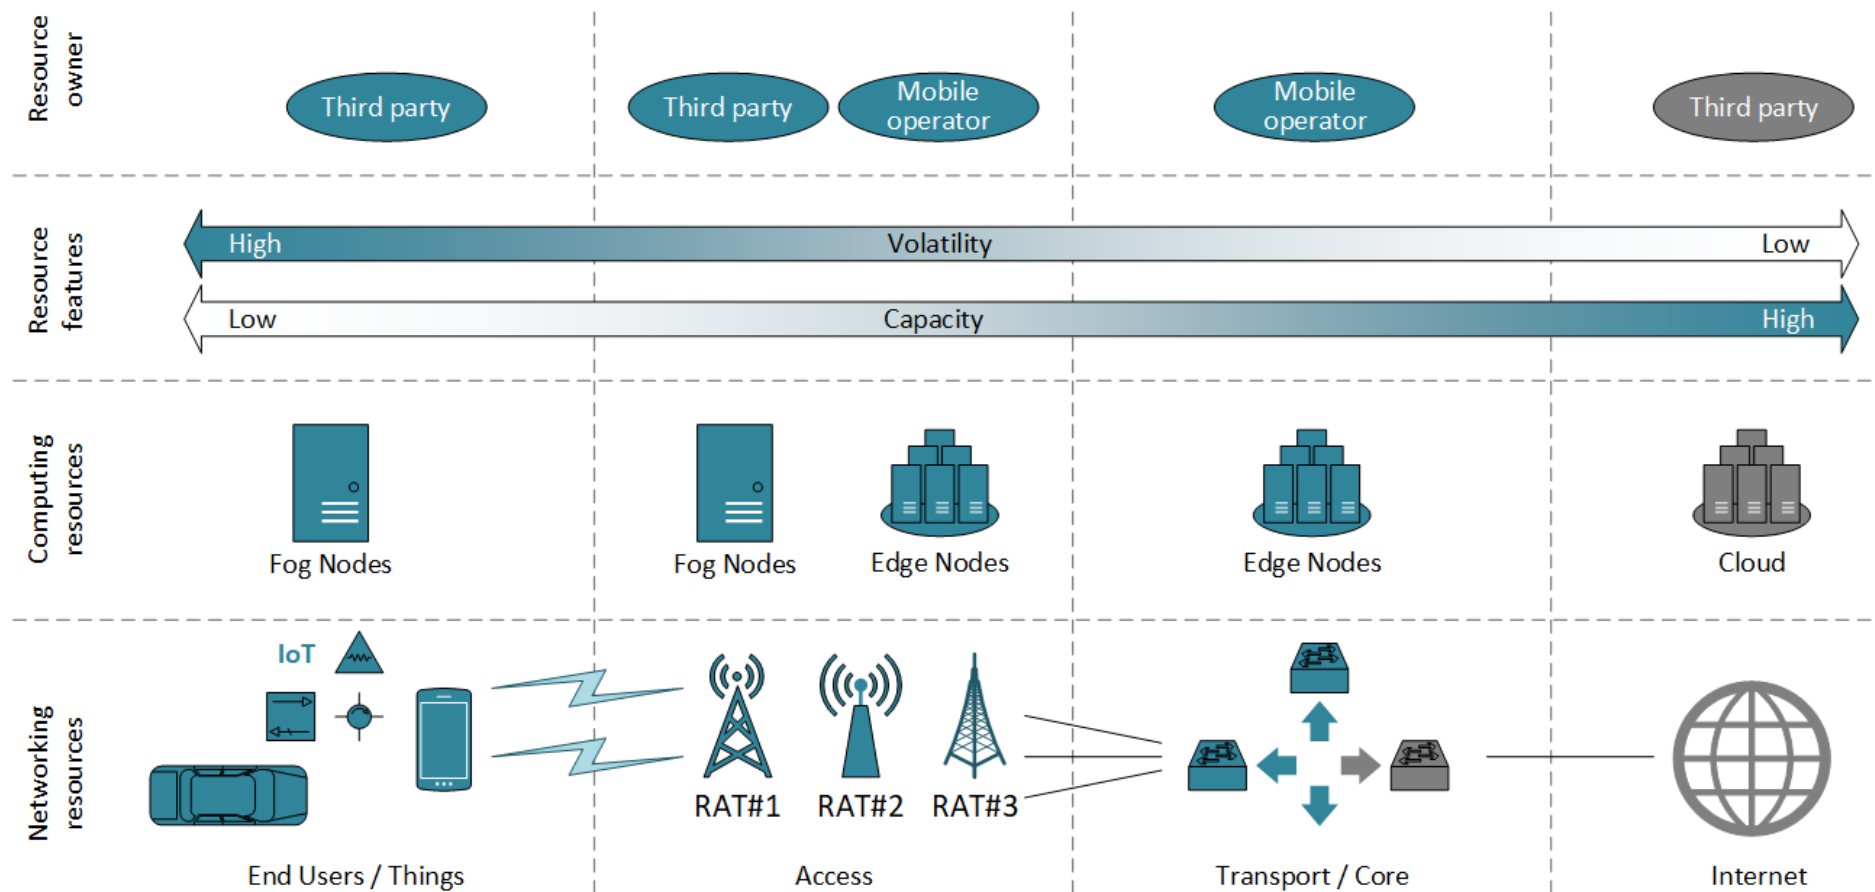 Resource
owner
Third party
Third party
Mobile
operator
Mobile
operator
Third party
Resource
features
High
Volatility
Low
Low
Capacity
High
Computing
resources
Fog Nodes
Fog Nodes
Edge Nodes
Edge Nodes
Cloud
Networking
resources
IoT
RAT#1
RAT#2
RAT#3
End Users / Things
Access
Transport / Core
Internet